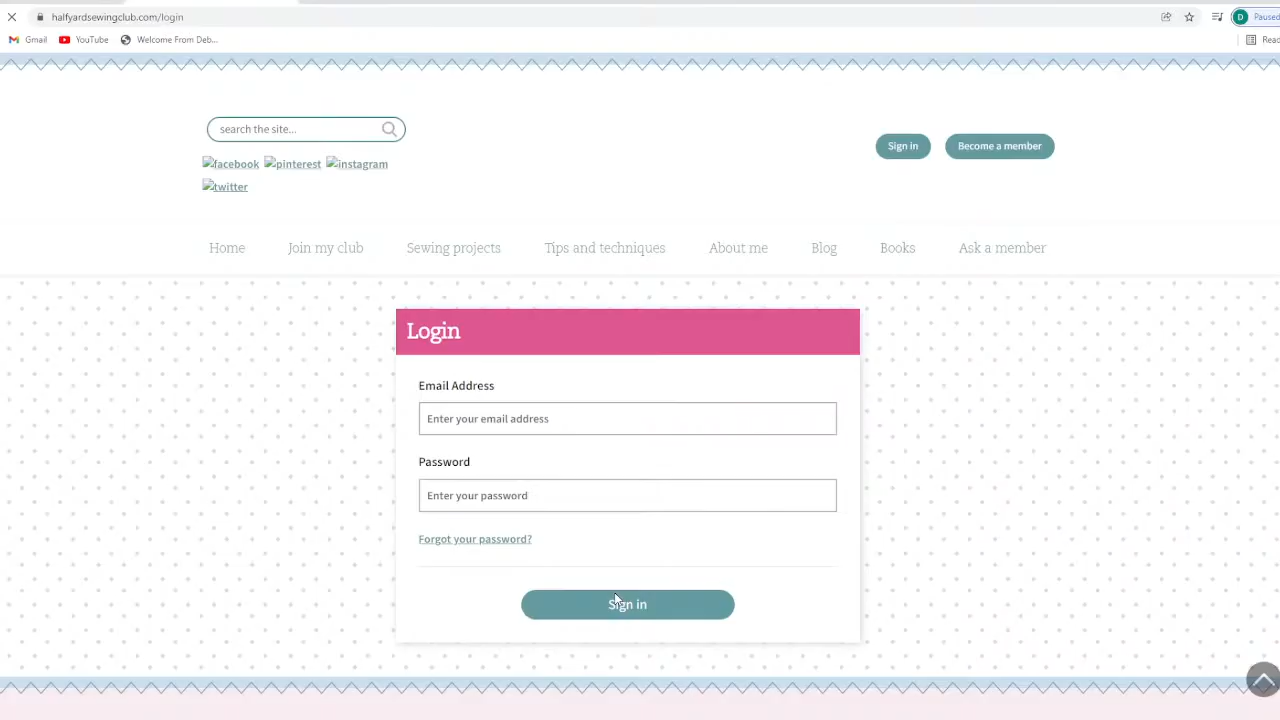 halfyardsewingclub.com/login
D Paused
Gmail YouTube Welcome From Deb...
search the site...
Sign in Become a member
facebook pinterest instagram
twitter
Home Join my club Sewing projects Tips and techniques About me Blog Books Ask a member
Login
Email Address
Enter your email address
Password
Enter your password
Forgot your password?
Sign in